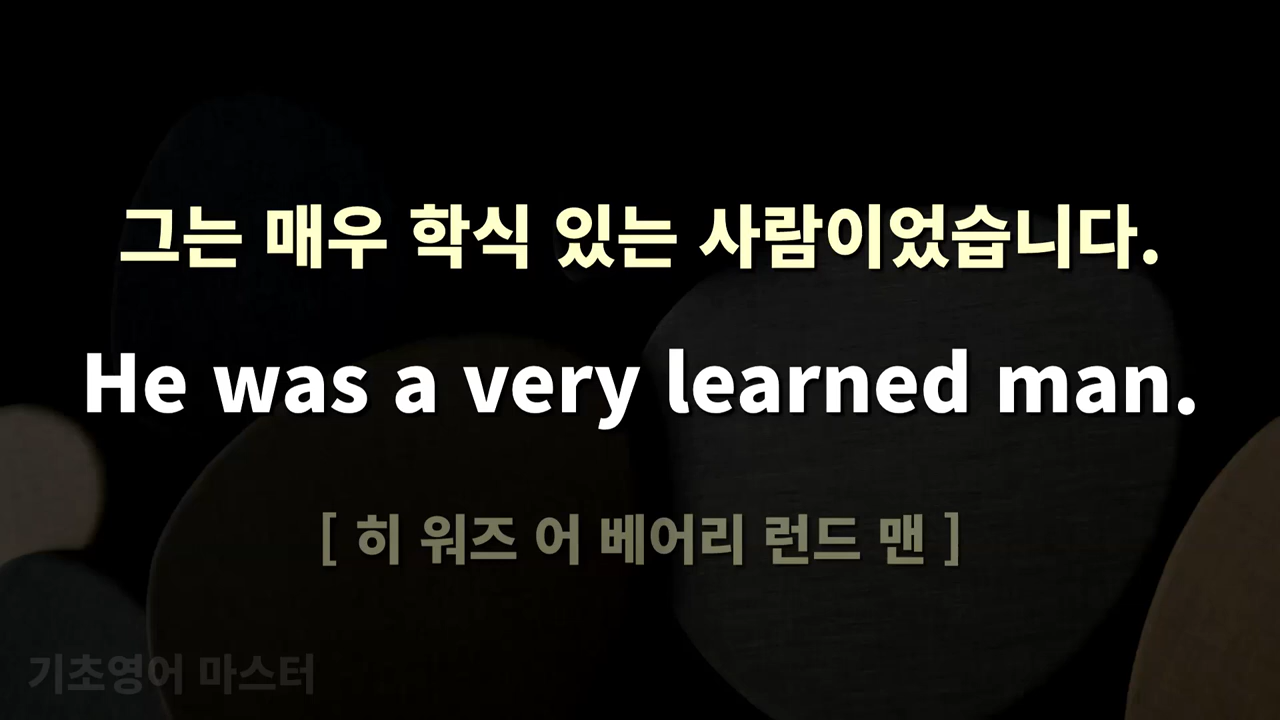 그는 매우 학식 있는 사람이었습니다.
He was a very learned man.
[ 히 워즈 어 베어리 런드 맨 ]
기초영어 마스터